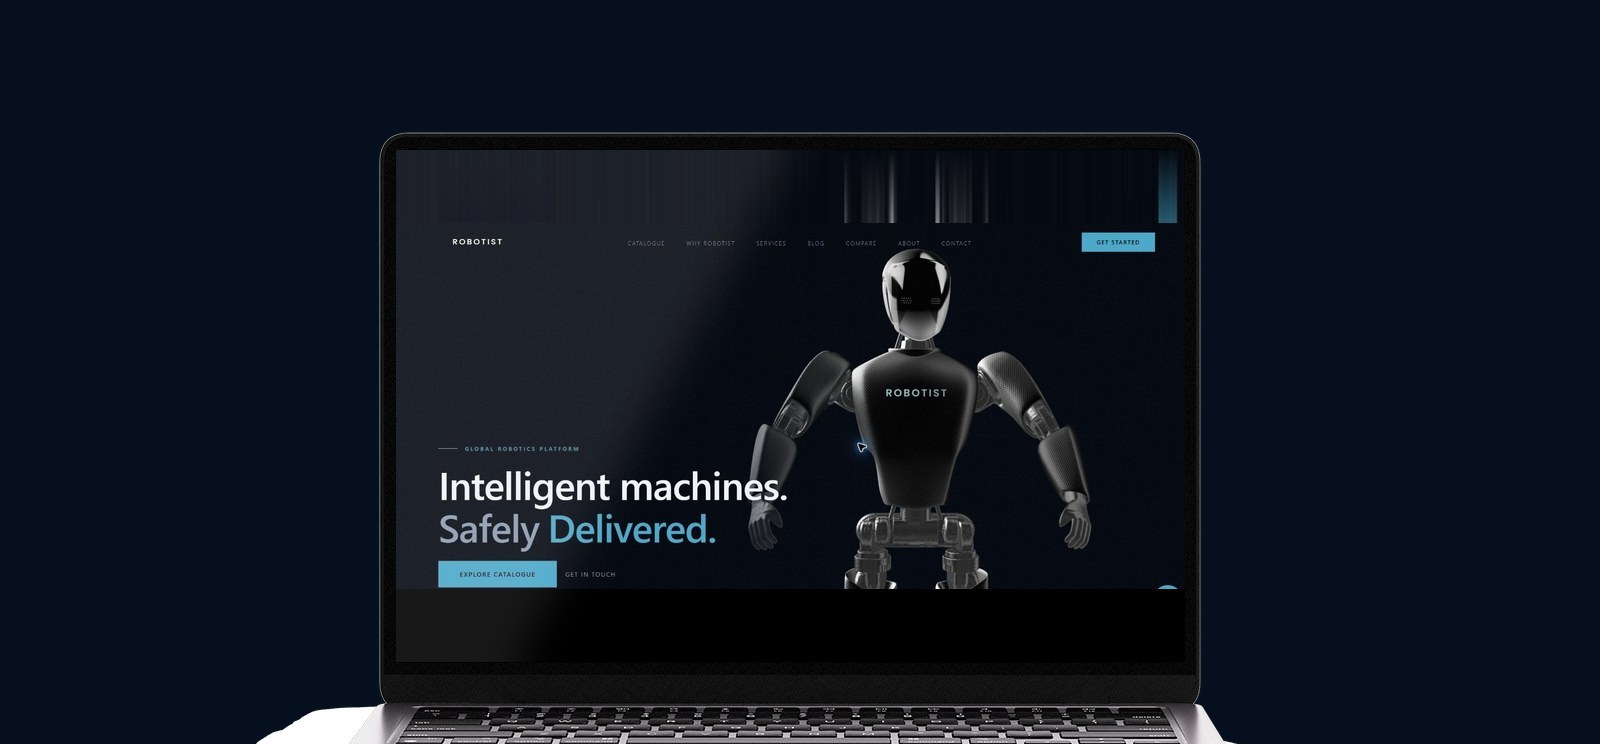 ROBOTIST
CATALOGUE WHY ROBOTIST SERVICES BLOG COMPARE ABOUT CONTACT
GET STARTED
ROBOTIST
GLOBAL ROBOTICS PLATFORM
Intelligent machines.
Safely Delivered.
EXPLORE CATALOGUE GET IN TOUCH